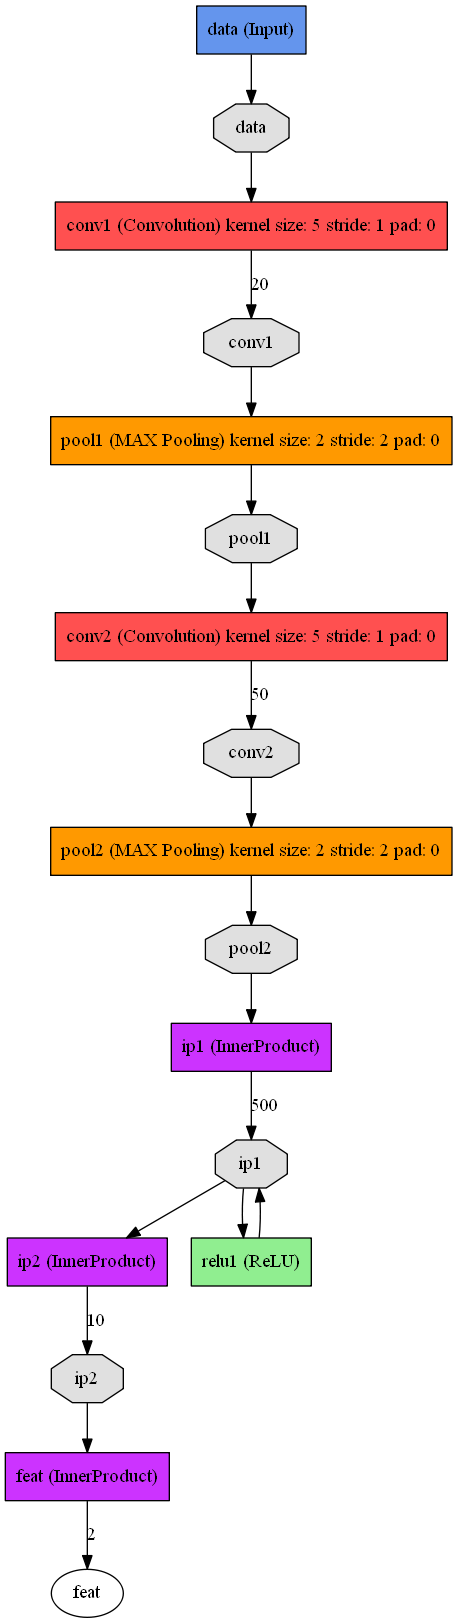 data (Input)
data
conv1 (Convolution) kernel size: 5 stride: 1 pad: 0
20
conv1
pool1 (MAX Pooling) kernel size: 2 stride: 2 pad: 0
pool1
conv2 (Convolution) kernel size: 5 stride: 1 pad: 0
50
conv2
pool2 (MAX Pooling) kernel size: 2 stride: 2 pad: 0
pool2
ip1 (InnerProduct)
500
ip1
ip2 (InnerProduct)
relu1 (ReLU)
10
ip2
feat (InnerProduct)
2
feat